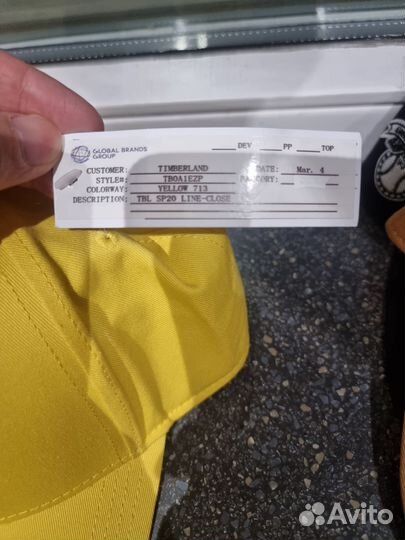 GLOBAL BRANDS
GROUP
DEV PP TOP
CUSTOMER: TIMBERLAND DATE: Mar. 4
STYLE#: TB0A1EZP FACTORY:
COLORWAY: YELLOW 713
DESCRIPTION: TBL SP20 LINE-CLOSE
Avito